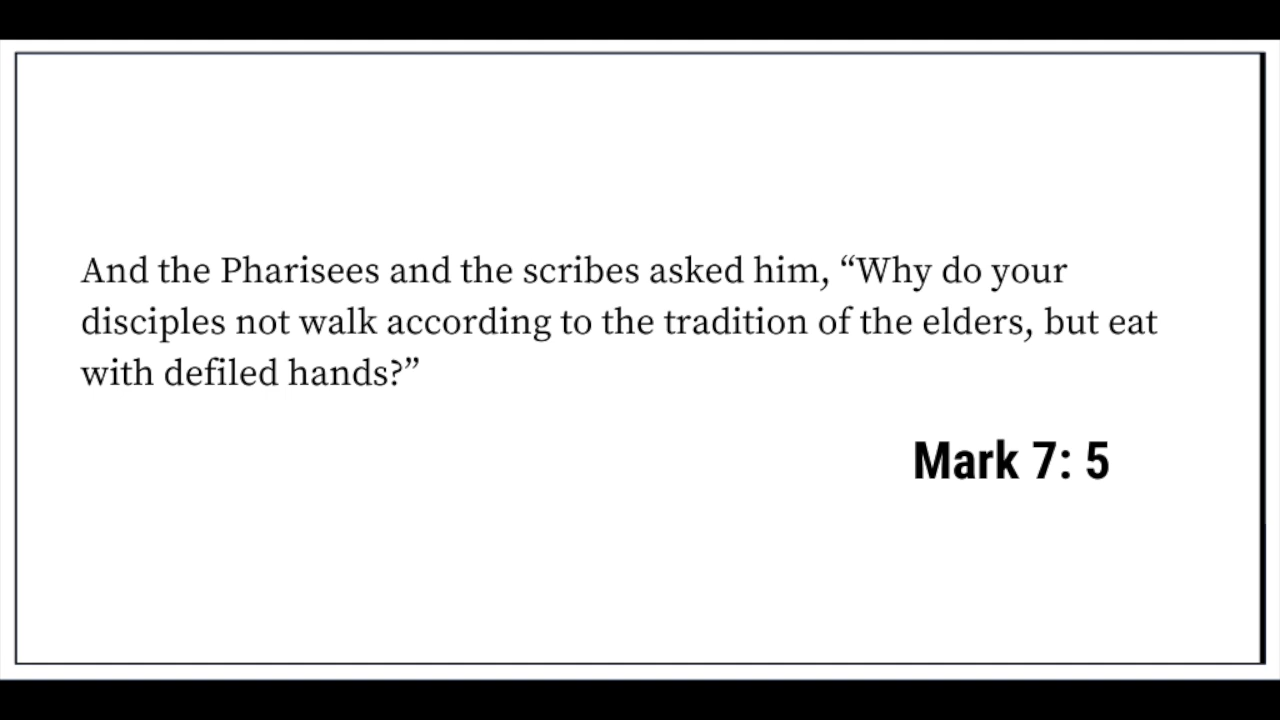 And the Pharisees and the scribes asked him, “Why do your
disciples not walk according to the tradition of the elders, but eat
with defiled hands?”
Mark 7: 5